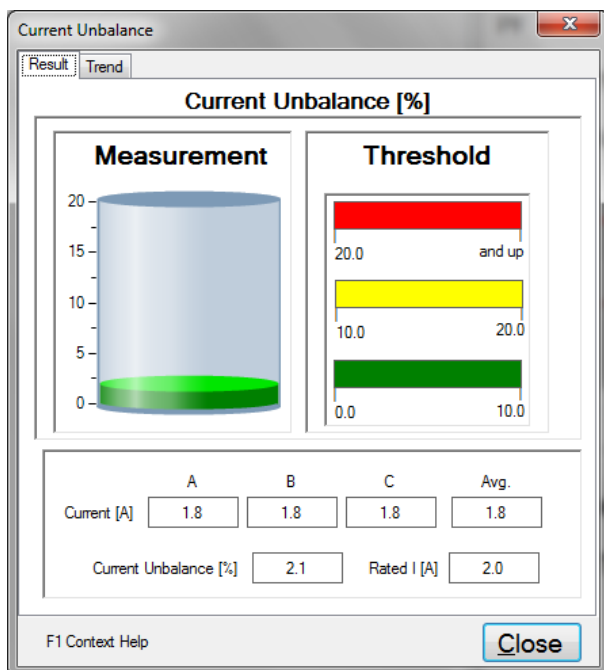 Current Unbalance
Result Trend
Current Unbalance [%]
Measurement
20
15
10
5
0
Threshold
20.0 and up
10.0 20.0
0.0 10.0
A B C Avg.
Current [A] 1.8 1.8 1.8 1.8
Current Unbalance [%] 2.1 Rated I [A] 2.0
F1 Context Help Close